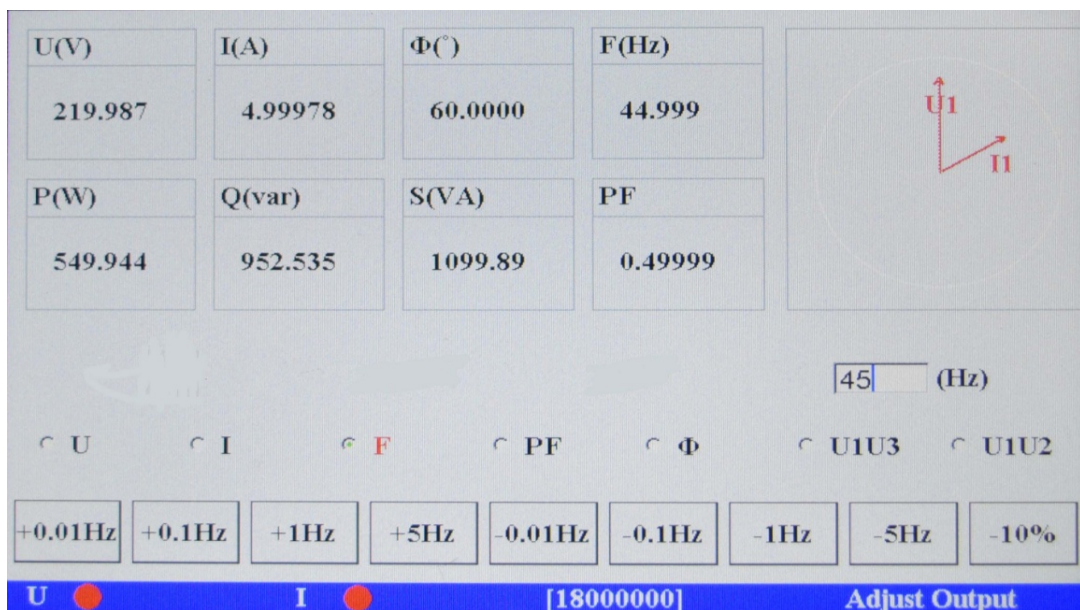 U(V) I(A) Φ(°) F(Hz)
219.987 4.99978 60.0000 44.999
U1
I1
P(W) Q(var) S(VA) PF
549.944 952.535 1099.89 0.49999
45 (Hz)
U I F PF Φ U1U3 U1U2
+0.01Hz +0.1Hz +1Hz +5Hz -0.01Hz -0.1Hz -1Hz -5Hz -10%
U I [18000000] Adjust Output